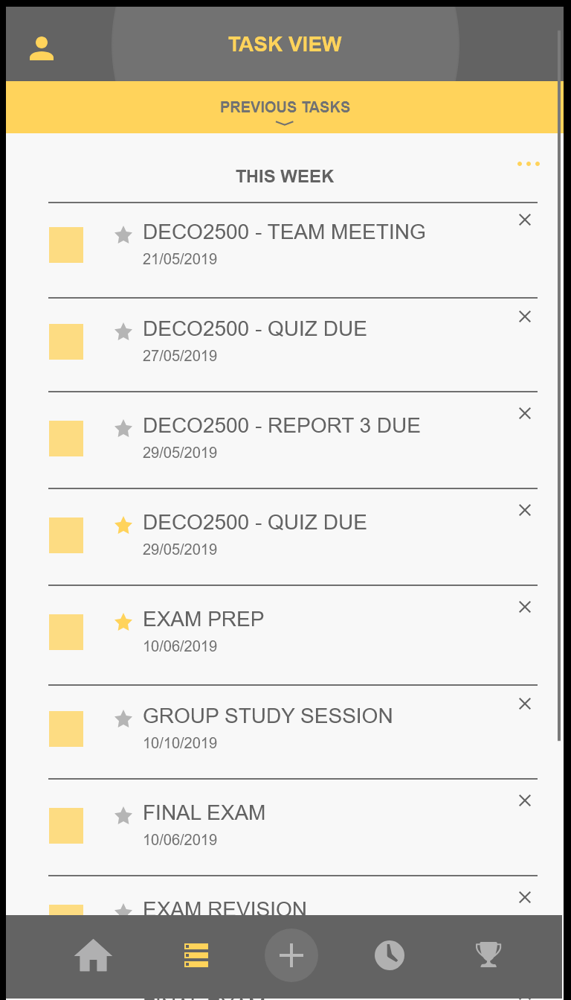 TASK VIEW
PREVIOUS TASKS
THIS WEEK
DECO2500 - TEAM MEETING
21/05/2019
DECO2500 - QUIZ DUE
27/05/2019
DECO2500 - REPORT 3 DUE
29/05/2019
DECO2500 - QUIZ DUE
29/05/2019
EXAM PREP
10/06/2019
GROUP STUDY SESSION
10/10/2019
FINAL EXAM
10/06/2019
EXAM REVISION